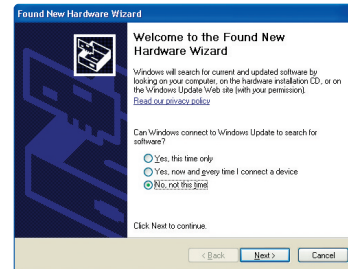 Found New Hardware Wizard
Welcome to the Found New
Hardware Wizard
Windows will search for current and updated software by
looking on your computer, on the hardware installation CD, or on
the Windows Update Web site (with your permission).
Read our privacy policy
Can Windows connect to Windows Update to search for
software?
Yes, this time only
Yes, now and every time I connect a device
No, not this time
Click Next to continue.
< Back Next > Cancel